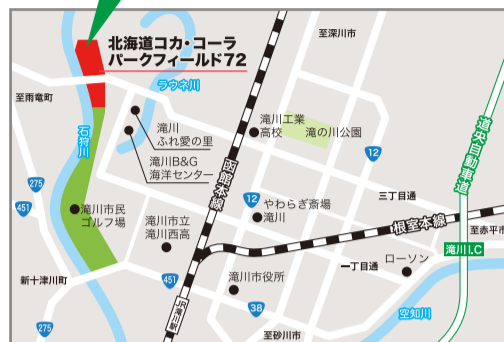 北海道コカ・コーラ
パークフィールド72
至深川市
ラウネ川
至雨竜町
石狩川
滝川
ふれ愛の里
滝川B&G
海洋センター
滝川工業
高校
滝の川公園
函館本線
道央自動車道
12
275
451
三丁目通
12
やわらぎ斎場
滝川
根室本線
至赤平市
滝川市民
ゴルフ場
滝川市立
滝川西高
滝川I.C
一丁目通
ローソン
新十津川町
451
滝川市役所
JR滝川駅
38
空知川
275
至砂川市